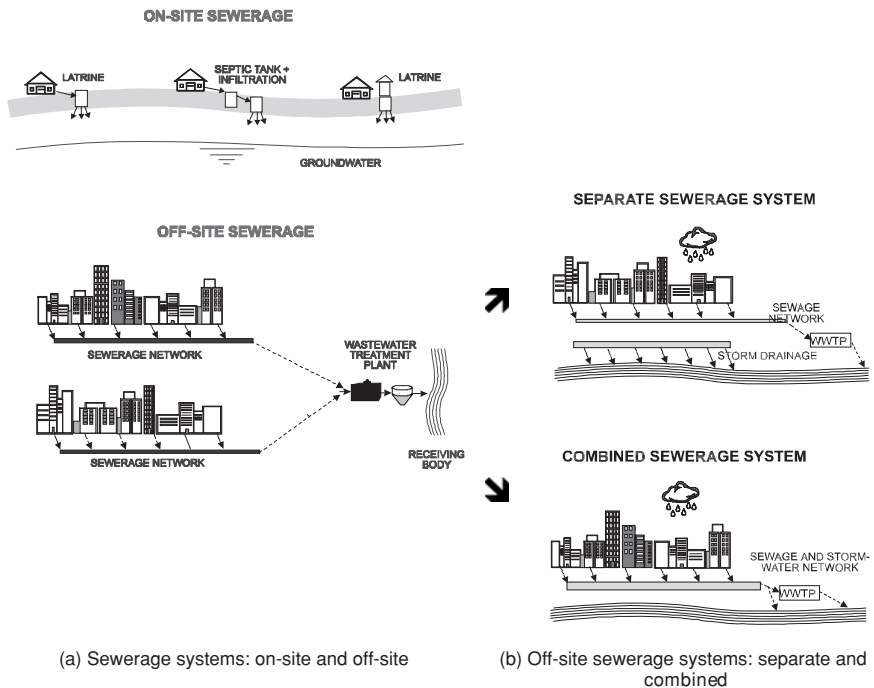 ON-SITE SEWERAGE
LATRINE
SEPTIC TANK +
INFILTRATION
LATRINE
GROUNDWATER
OFF-SITE SEWERAGE
SEWERAGE NETWORK
WASTEWATER
TREATMENT
PLANT
SEWERAGE NETWORK
RECEIVING
BODY
SEPARATE SEWERAGE SYSTEM
SEWAGE
NETWORK
WWTP
STORM DRAINAGE
COMBINED SEWERAGE SYSTEM
SEWAGE AND STORM-
WATER NETWORK
WWTP
(a) Sewerage systems: on-site and off-site
(b) Off-site sewerage systems: separate and
combined